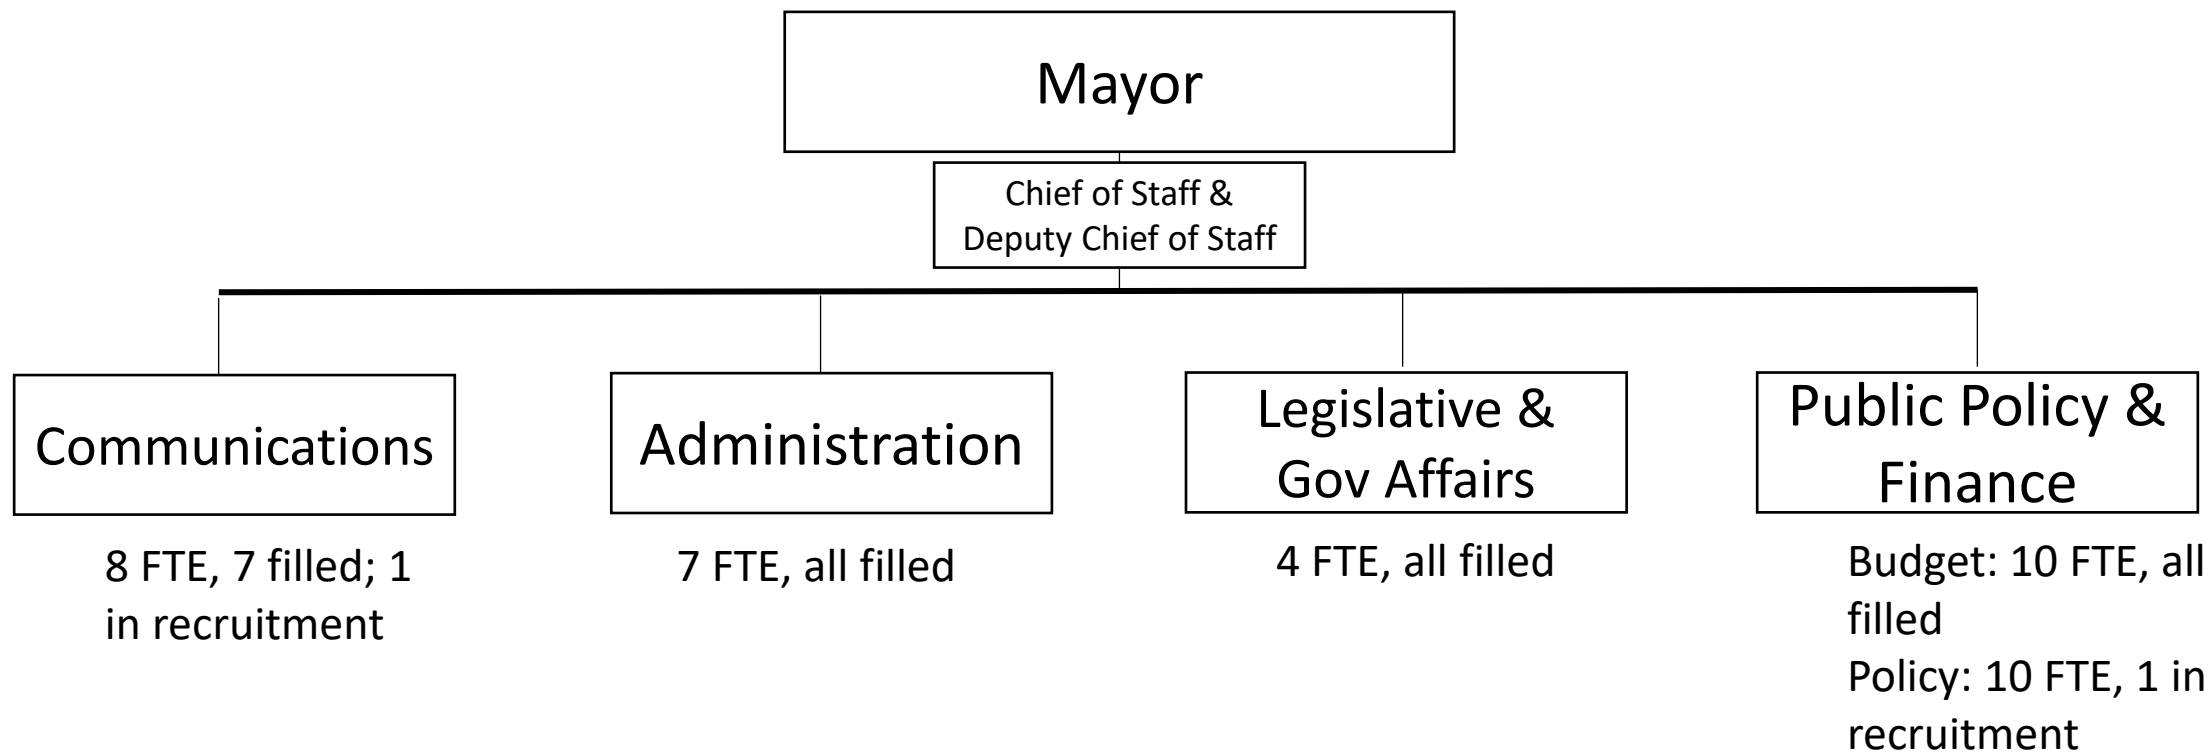 Mayor
Chief of Staff &
Deputy Chief of Staff
Communications
Administration
Legislative &
Gov Affairs
Public Policy &
Finance
8 FTE, 7 filled; 1
in recruitment
7 FTE, all filled
4 FTE, all filled
Budget: 10 FTE, all
filled
Policy: 10 FTE, 1 in
recruitment